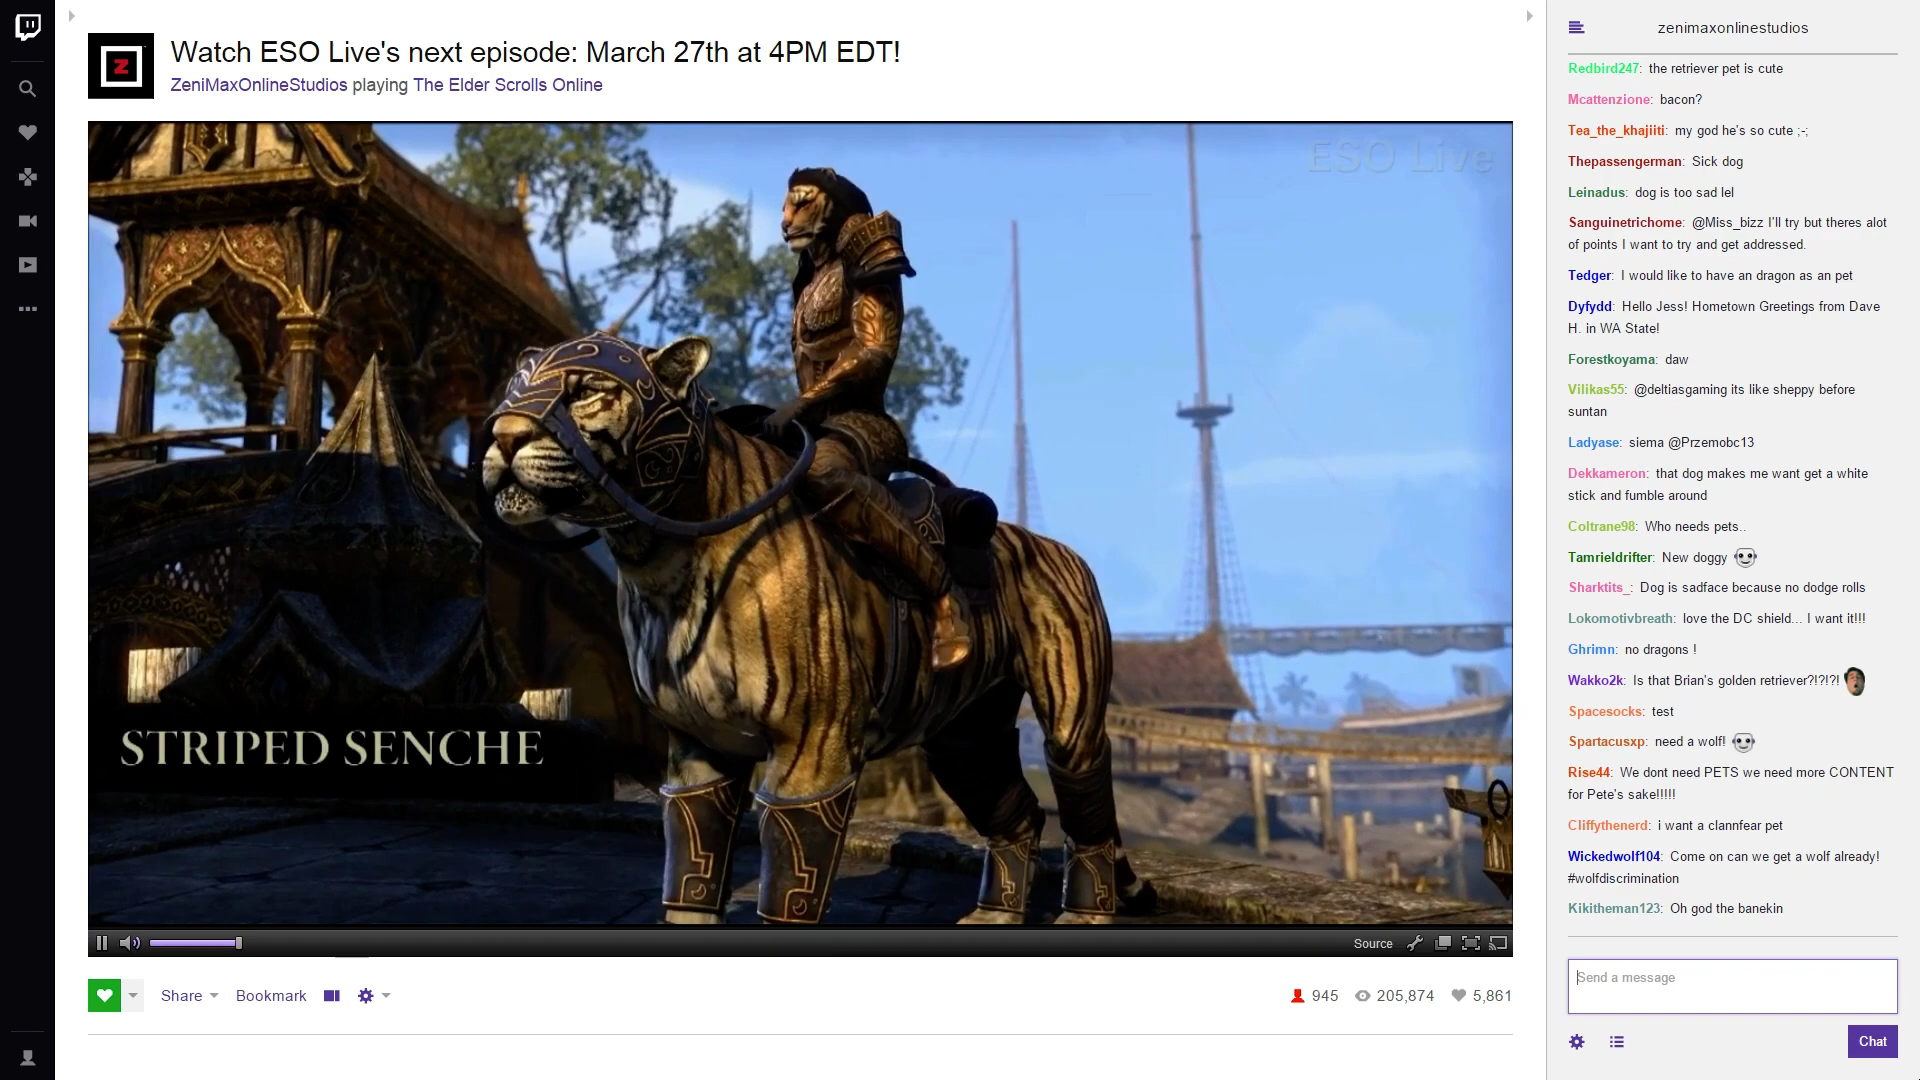 Watch ESO Live's next episode: March 27th at 4PM EDT!
ZeniMaxOnlineStudios playing The Elder Scrolls Online
ESO Live
STRIPED SENCHE
Source
Share
Bookmark
945
205,874
5,861
zenimaxonlinestudios
Redbird247: the retriever pet is cute
Mcattenzione: bacon?
Tea_the_khajiiti: my god he's so cute ;-;
Thepassengerman: Sick dog
Leinadus: dog is too sad lel
Sanguinetrichome: @Miss_bizz I'll try but theres alot
of points I want to try and get addressed.
Tedger: I would like to have an dragon as an pet
Dyfydd: Hello Jess! Hometown Greetings from Dave
H. in WA State!
Forestkoyama: daw
Vilikas55: @deltiasgaming its like sheppy before
suntan
Ladyase: siema @Przemobc13
Dekkameron: that dog makes me want get a white
stick and fumble around
Coltrane98: Who needs pets..
Tamrieldrifter: New doggy
Sharktits_: Dog is sadface because no dodge rolls
Lokomotivbreath: love the DC shield... I want it!!!
Ghrimn: no dragons !
Wakko2k: Is that Brian's golden retriever?!?!?!
Spacesocks: test
Spartacusxp: need a wolf!
Rise44: We dont need PETS we need more CONTENT
for Pete's sake!!!!!
Cliffythenerd: i want a clannfear pet
Wickedwolf104: Come on can we get a wolf already!
#wolfdiscrimination
Kikitheman123: Oh god the banekin
Send a message
Chat